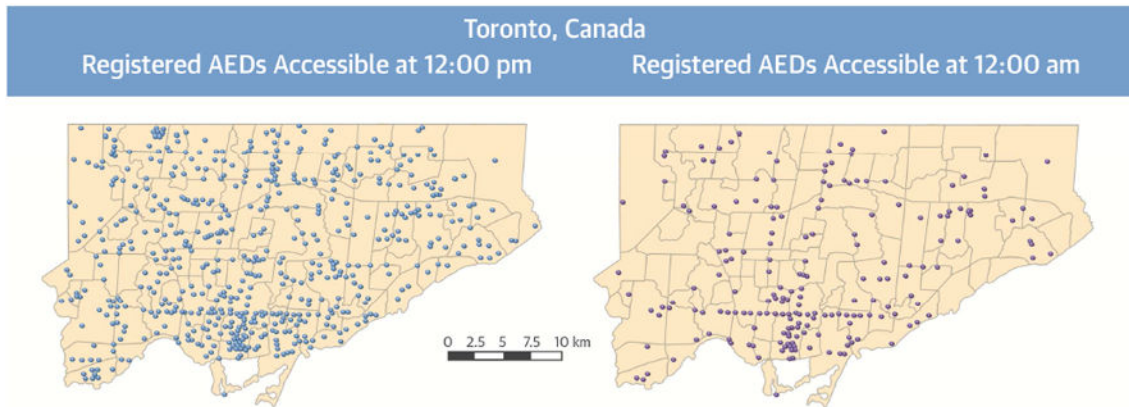 Toronto, Canada
Registered AEDs Accessible at 12:00 pm
Registered AEDs Accessible at 12:00 am
0 2.5 5 7.5 10 km